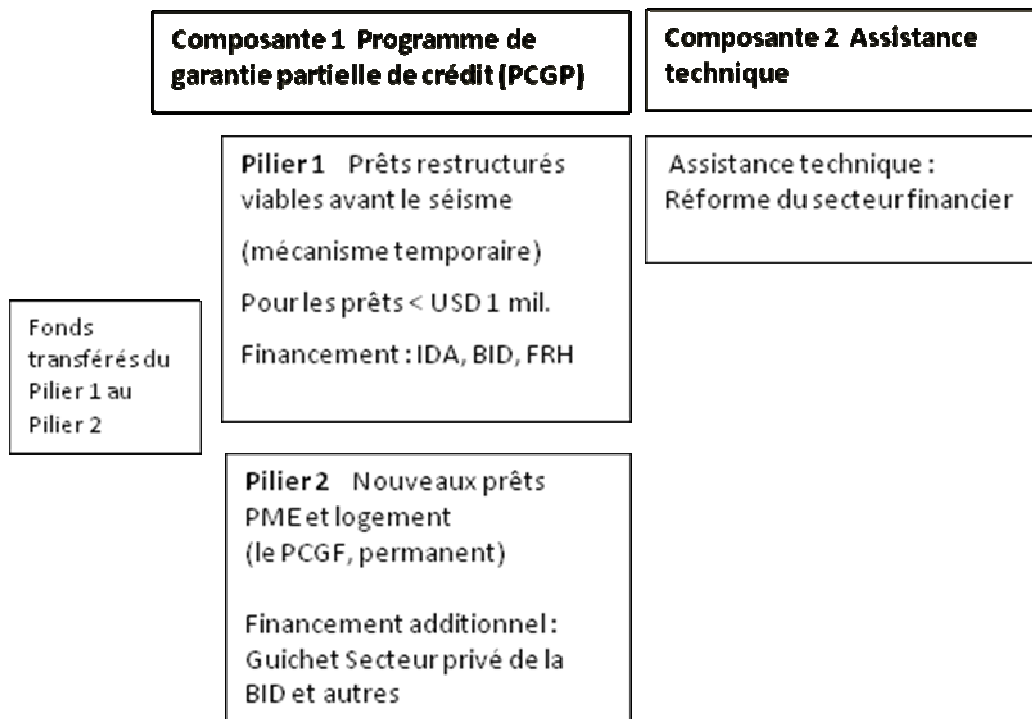 Composante 1 Programme de
garantie partielle de crédit (PCGP)
Composante 2 Assistance
technique
Pilier 1 Prêts restructurés
viables avant le séisme
(mécanisme temporaire)
Pour les prêts < USD 1 mil.
Financement : IDA, BID, FRH
Assistance technique :
Réforme du secteur financier
Fonds
transférés du
Pilier 1 au
Pilier 2
Pilier 2 Nouveaux prêts
PME et logement
(le PCGF, permanent)
Financement additionnel :
Guichet Secteur privé de la
BID et autres